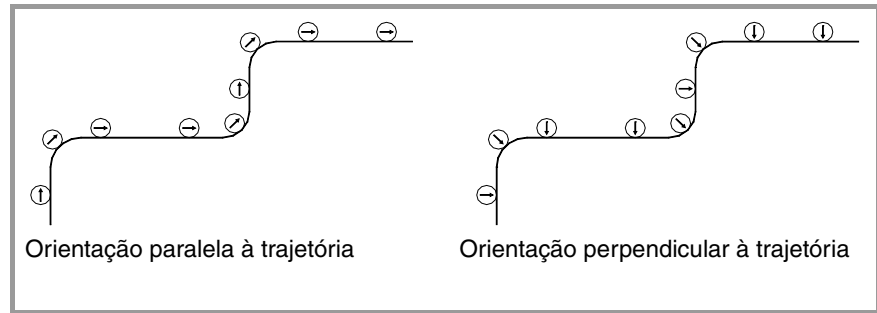 Orientação paralela à trajetória
Orientação perpendicular à trajetória